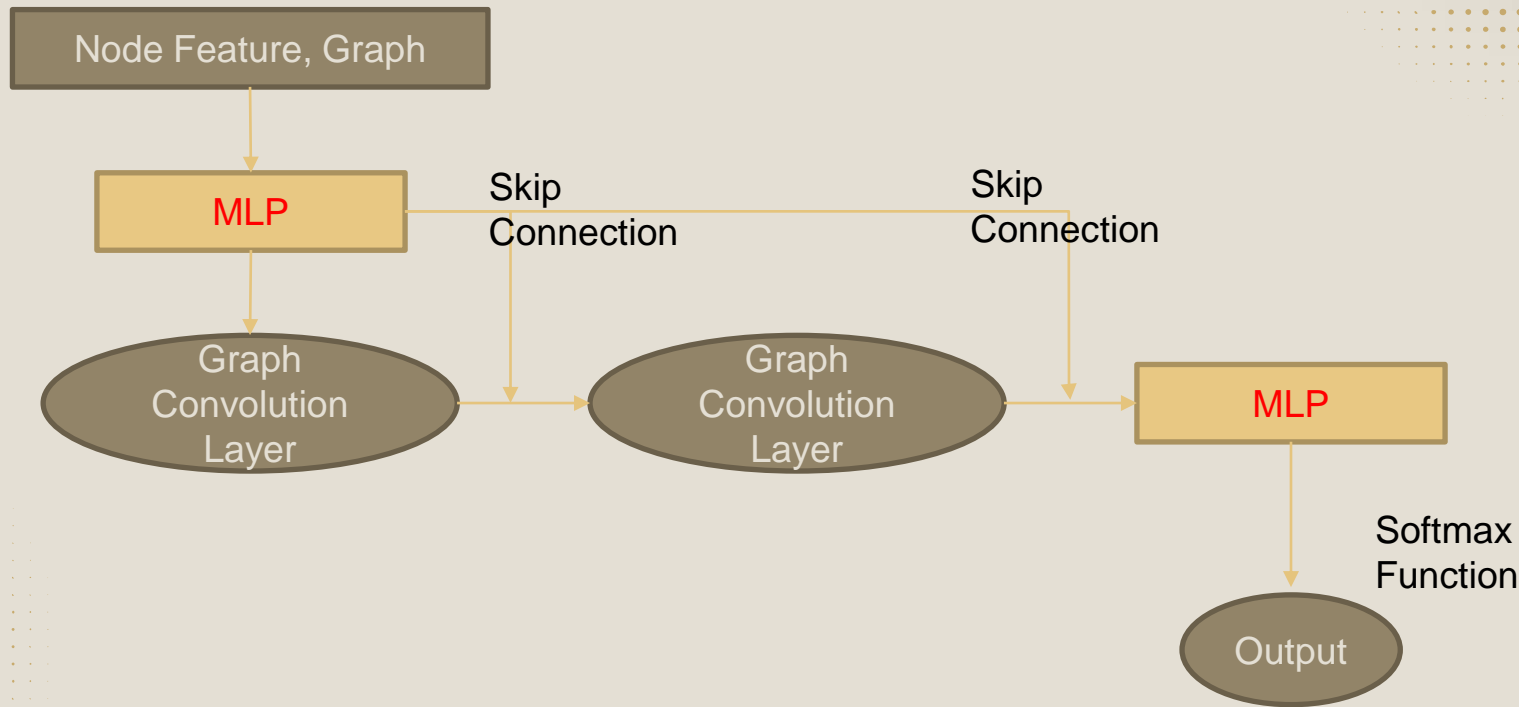 Node Feature, Graph
MLP
Skip
Connection
Skip
Connection
Graph
Convolution
Layer
Graph
Convolution
Layer
MLP
Softmax
Function
Output